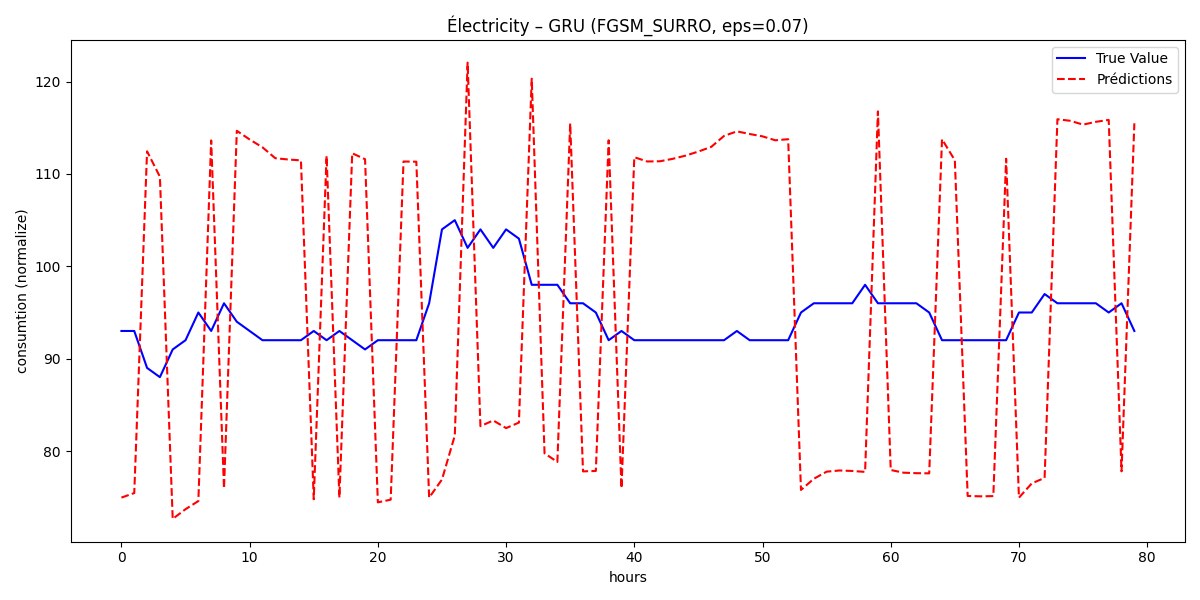 Électricity – GRU (FGSM_SURRO, eps=0.07)
True Value
Prédictions
consumtion (normalize)
120
110
100
90
80
0 10 20 30 40 50 60 70 80
hours